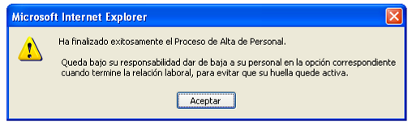 Microsoft Internet Explorer
Ha finalizado exitosamente el Proceso de Alta de Personal.
Queda bajo su responsabilidad dar de baja a su personal en la opción correspondiente
cuando termine la relación laboral, para evitar que su huella quede activa.
Aceptar